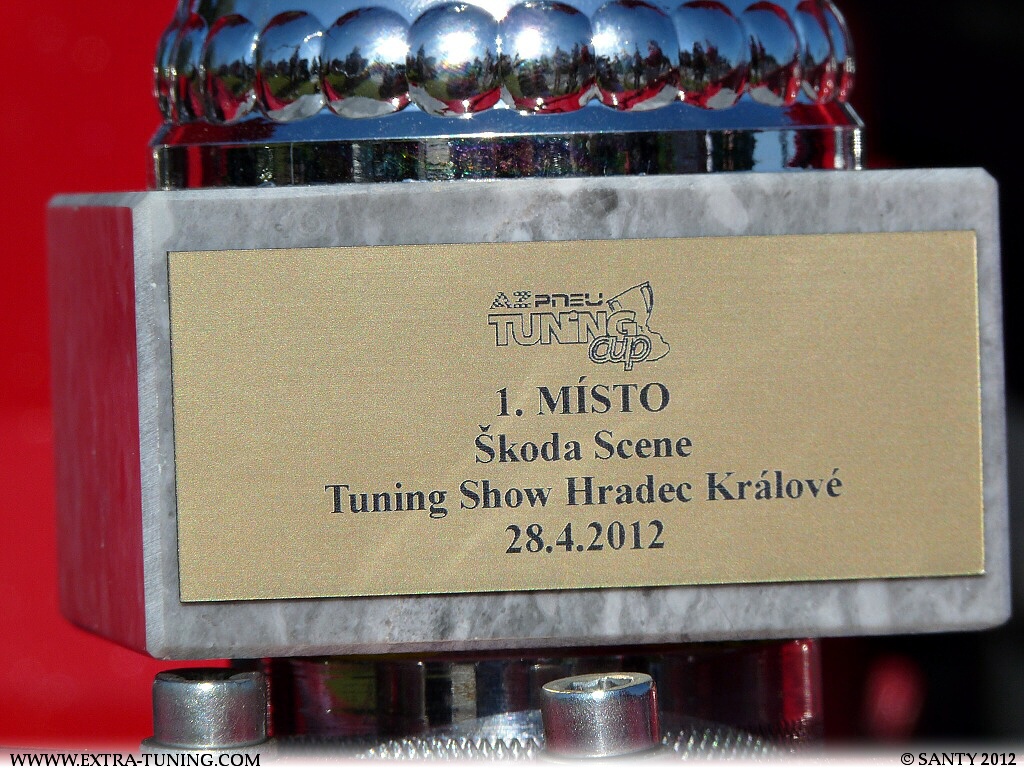 AZ PNEU
TUNING
CUP
1. MÍSTO
Škoda Scene
Tuning Show Hradec Králové
28.4.2012
WWW.EXTRA-TUNING.COM
© SANTY 2012